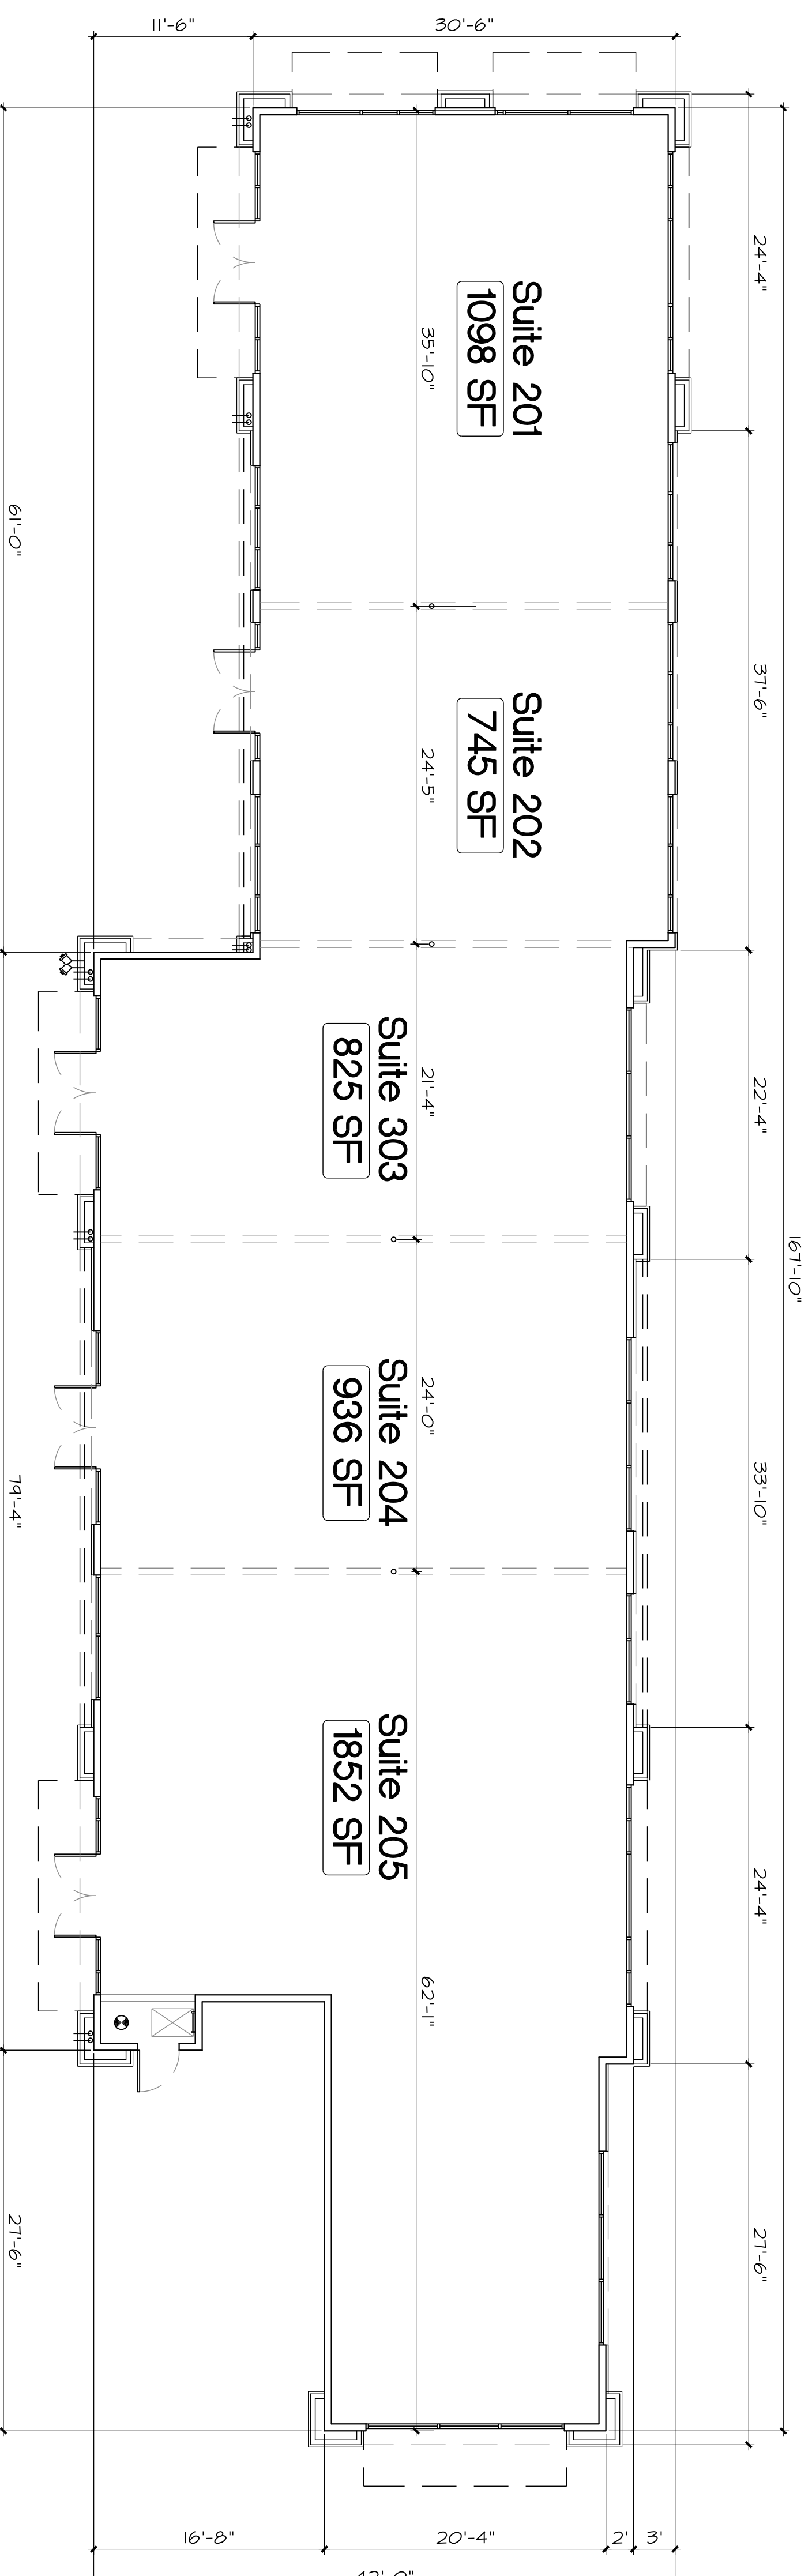 11'-6"
30'-6"
24'-4"
37'-6"
22'-4"
33'-10"
24'-4"
27'-6"
167'-10"
Suite 201
1098 SF
35'-10"
Suite 202
745 SF
24'-5"
Suite 303
825 SF
21'-4"
Suite 204
936 SF
24'-0"
Suite 205
1852 SF
62'-1"
61'-0"
79'-4"
27'-6"
16'-8"
20'-4"
2'
3'